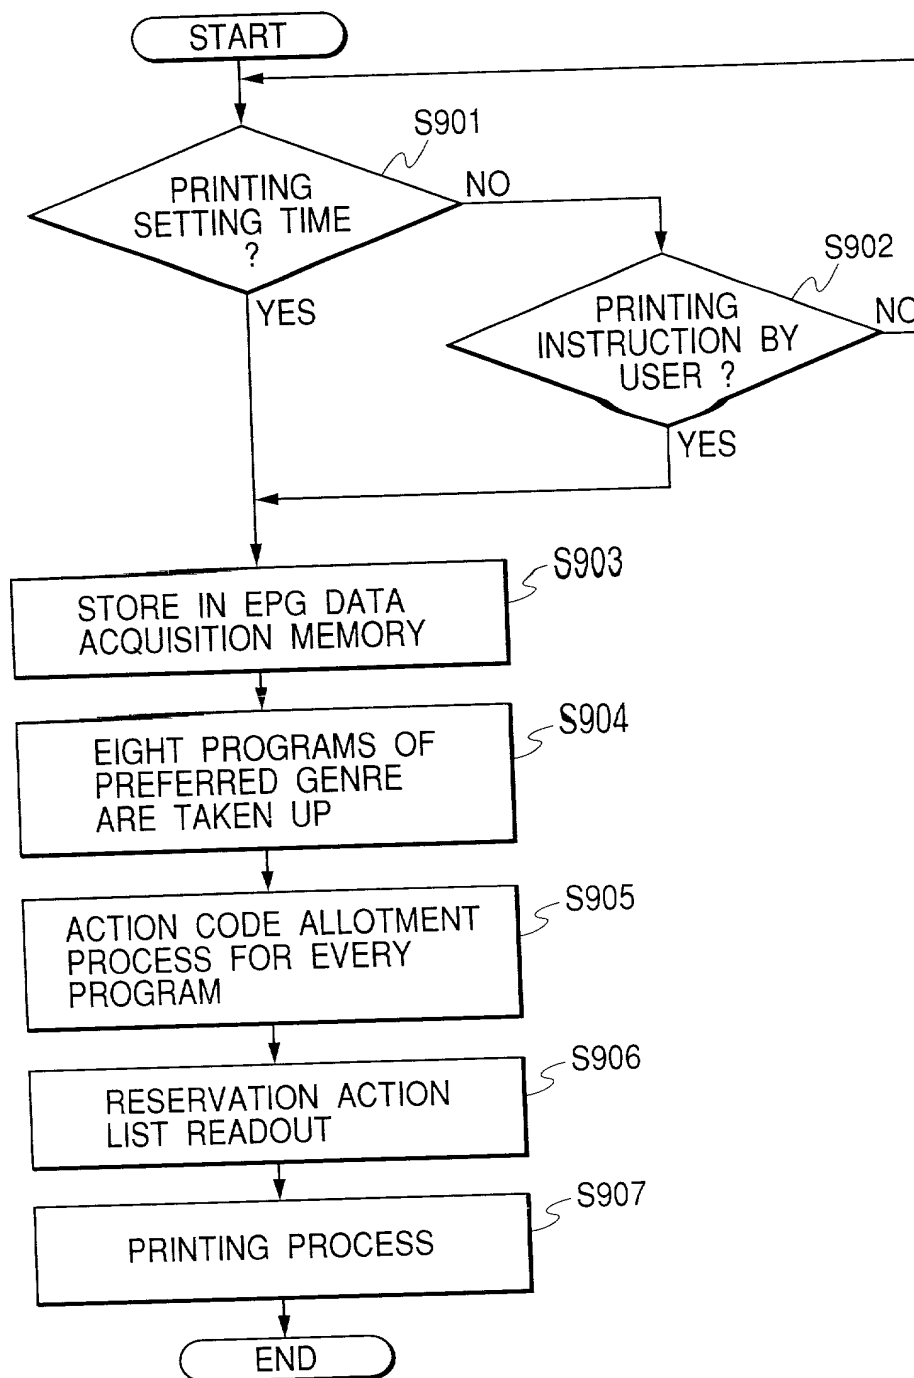 START
S901
PRINTING
SETTING TIME
?
NO
YES
S902
PRINTING
INSTRUCTION BY
USER ?
NO
YES
S903
STORE IN EPG DATA
ACQUISITION MEMORY
S904
EIGHT PROGRAMS OF
PREFERRED GENRE
ARE TAKEN UP
S905
ACTION CODE ALLOTMENT
PROCESS FOR EVERY
PROGRAM
S906
RESERVATION ACTION
LIST READOUT
S907
PRINTING PROCESS
END